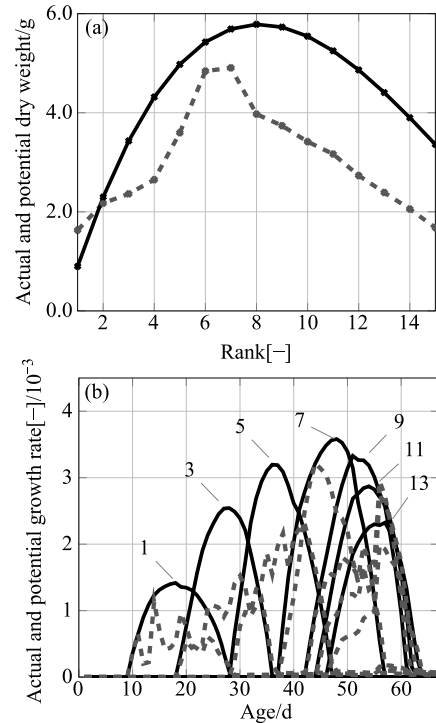 (a)
Actual and potential dry weight/g
6.0
4.0
2.0
0.0
2 4 6 8 10 12 14
Rank[−]
(b)
Actual and potential growth rate[−]/10⁻³
4
3
2
1
0
1 3 5 7 9 11 13
0 10 20 30 40 50 60
Age/d